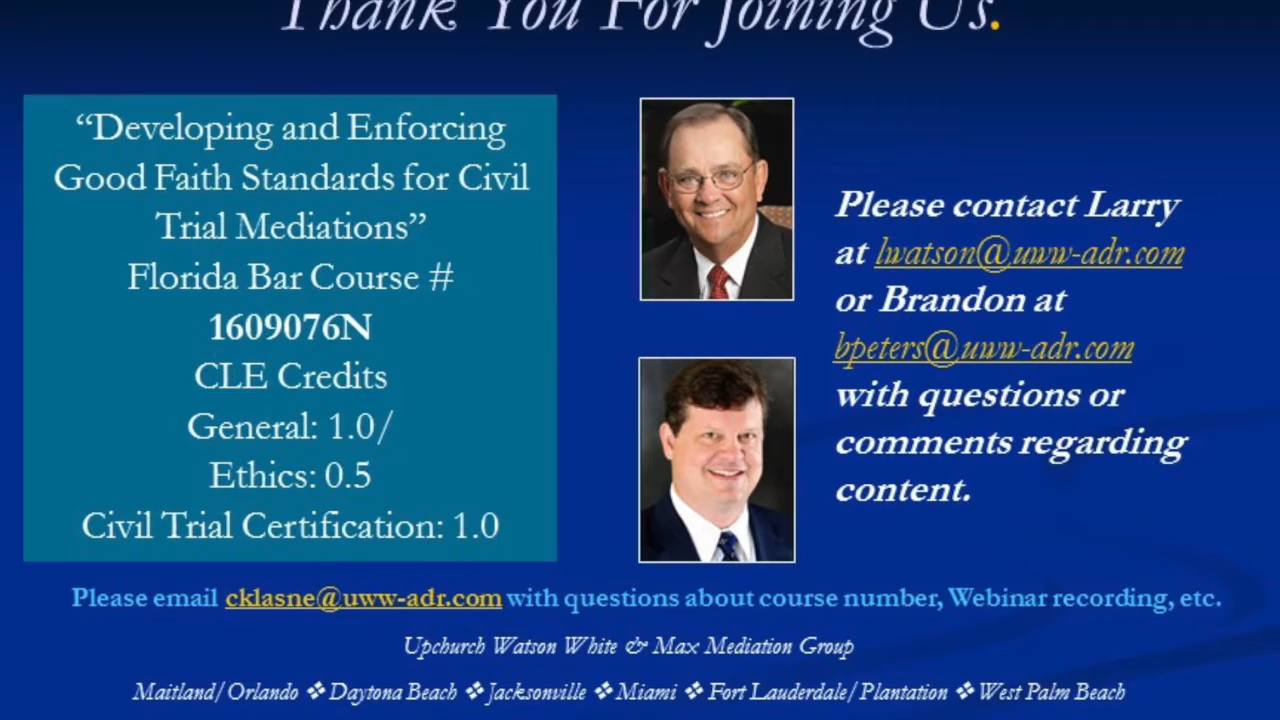 Thank You For Joining Us.
“Developing and Enforcing
Good Faith Standards for Civil
Trial Mediations”
Florida Bar Course #
1609076N
CLE Credits
General: 1.0/
Ethics: 0.5
Civil Trial Certification: 1.0
Please contact Larry
at lwatson@uww-adr.com
or Brandon at
bpeters@uww-adr.com
with questions or
comments regarding
content.
Please email cklasne@uww-adr.com with questions about course number, Webinar recording, etc.
Upchurch Watson White & Max Mediation Group
Maitland/Orlando ❖ Daytona Beach ❖ Jacksonville ❖ Miami ❖ Fort Lauderdale/Plantation ❖ West Palm Beach